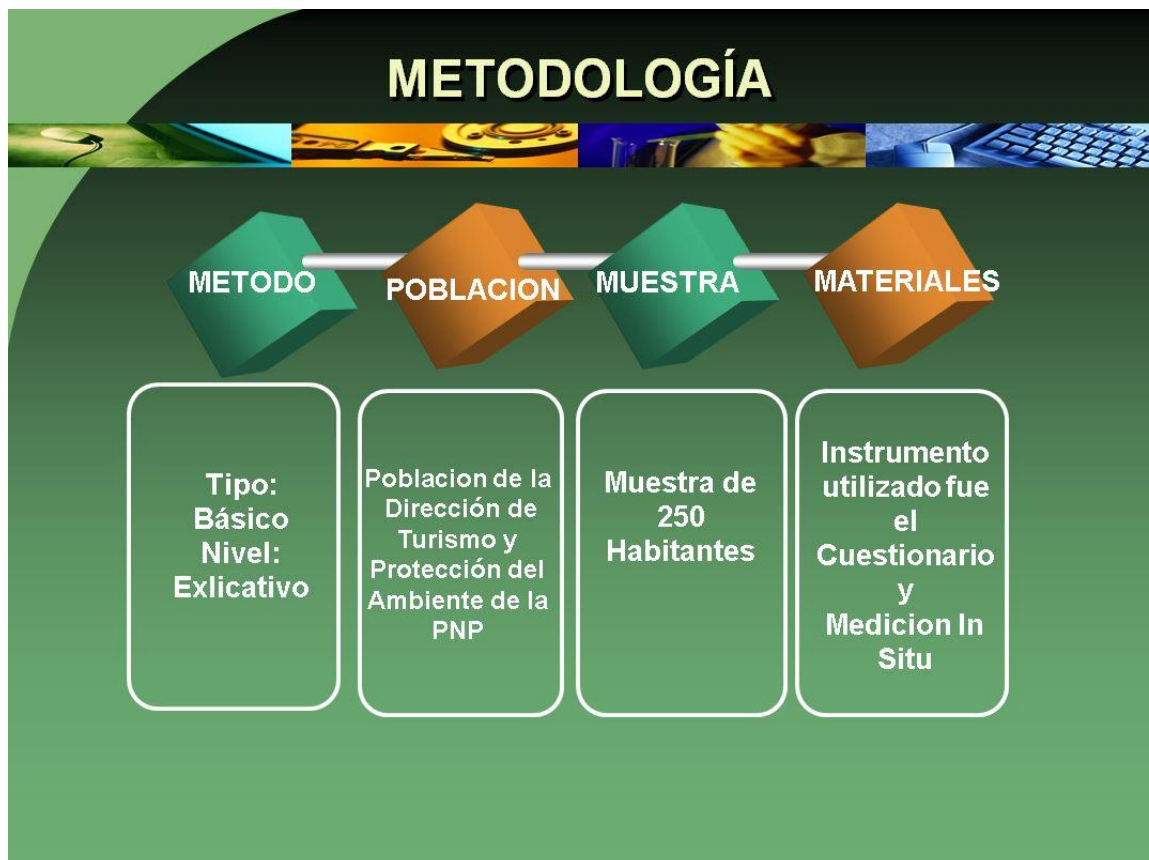 METODOLOGÍA
METODO
POBLACION
MUESTRA
MATERIALES
Tipo:
Básico
Nivel:
Exlicativo
Poblacion de la
Dirección de
Turismo y
Protección del
Ambiente de la
PNP
Muestra de
250
Habitantes
Instrumento
utilizado fue
el
Cuestionario
y
Medicion In
Situ